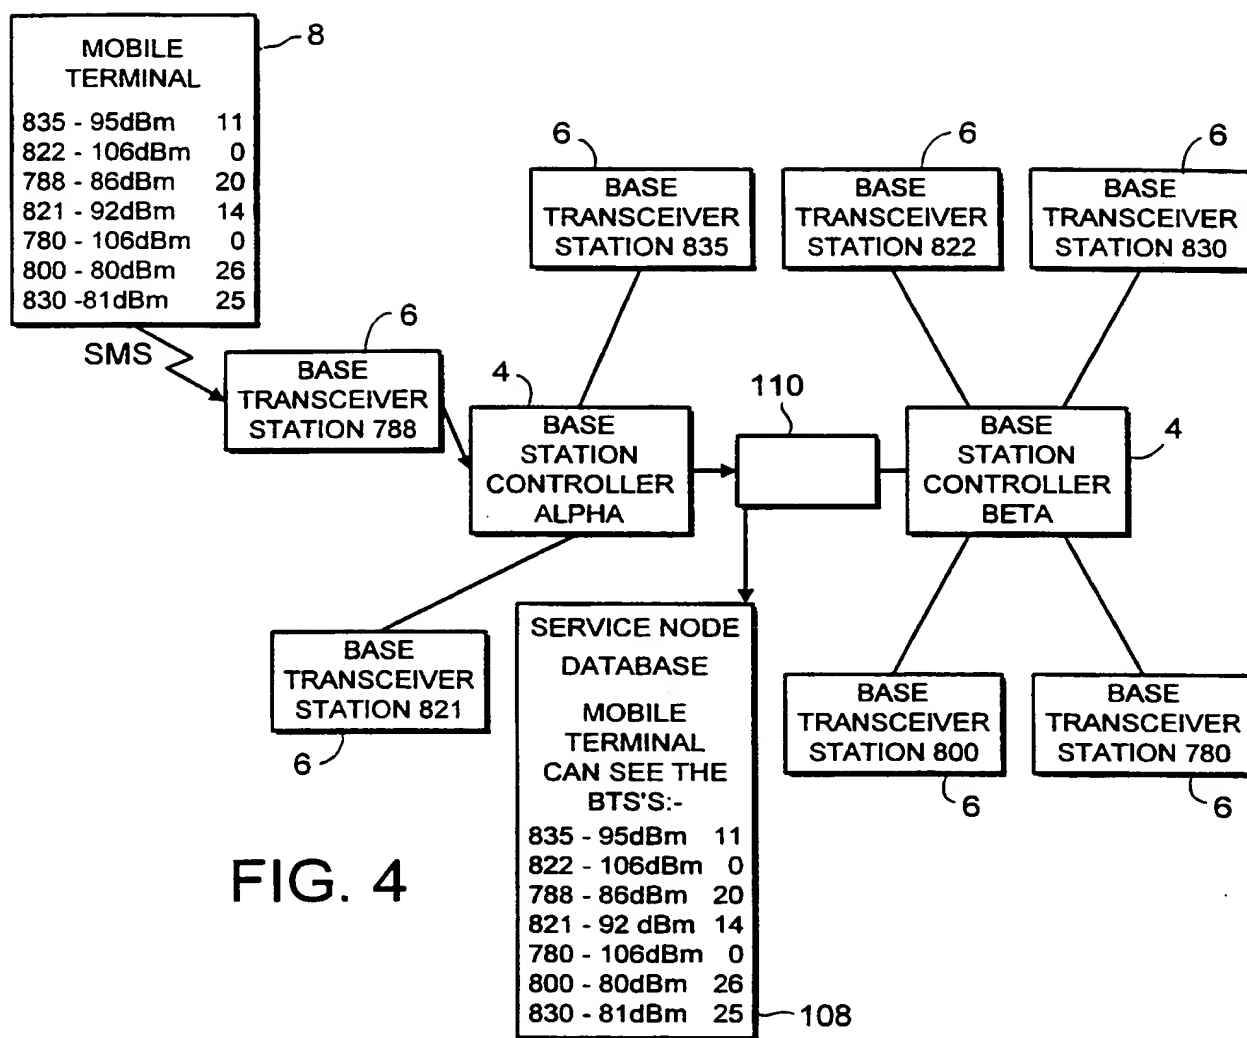 8
MOBILE
TERMINAL
835 - 95dBm 11
822 - 106dBm 0
788 - 86dBm 20
821 - 92dBm 14
780 - 106dBm 0
800 - 80dBm 26
830 -81dBm 25
SMS
6
BASE
TRANSCEIVER
STATION 788
6
BASE
TRANSCEIVER
STATION 835
6
BASE
TRANSCEIVER
STATION 822
6
BASE
TRANSCEIVER
STATION 830
4
BASE
STATION
CONTROLLER
ALPHA
110
4
BASE
STATION
CONTROLLER
BETA
BASE
TRANSCEIVER
STATION 821
6
SERVICE NODE
DATABASE
MOBILE
TERMINAL
CAN SEE THE
BTS'S:-
835 - 95dBm 11
822 - 106dBm 0
788 - 86dBm 20
821 - 92 dBm 14
780 - 106dBm 0
800 - 80dBm 26
830 - 81dBm 25
108
BASE
TRANSCEIVER
STATION 800
6
BASE
TRANSCEIVER
STATION 780
6
FIG. 4